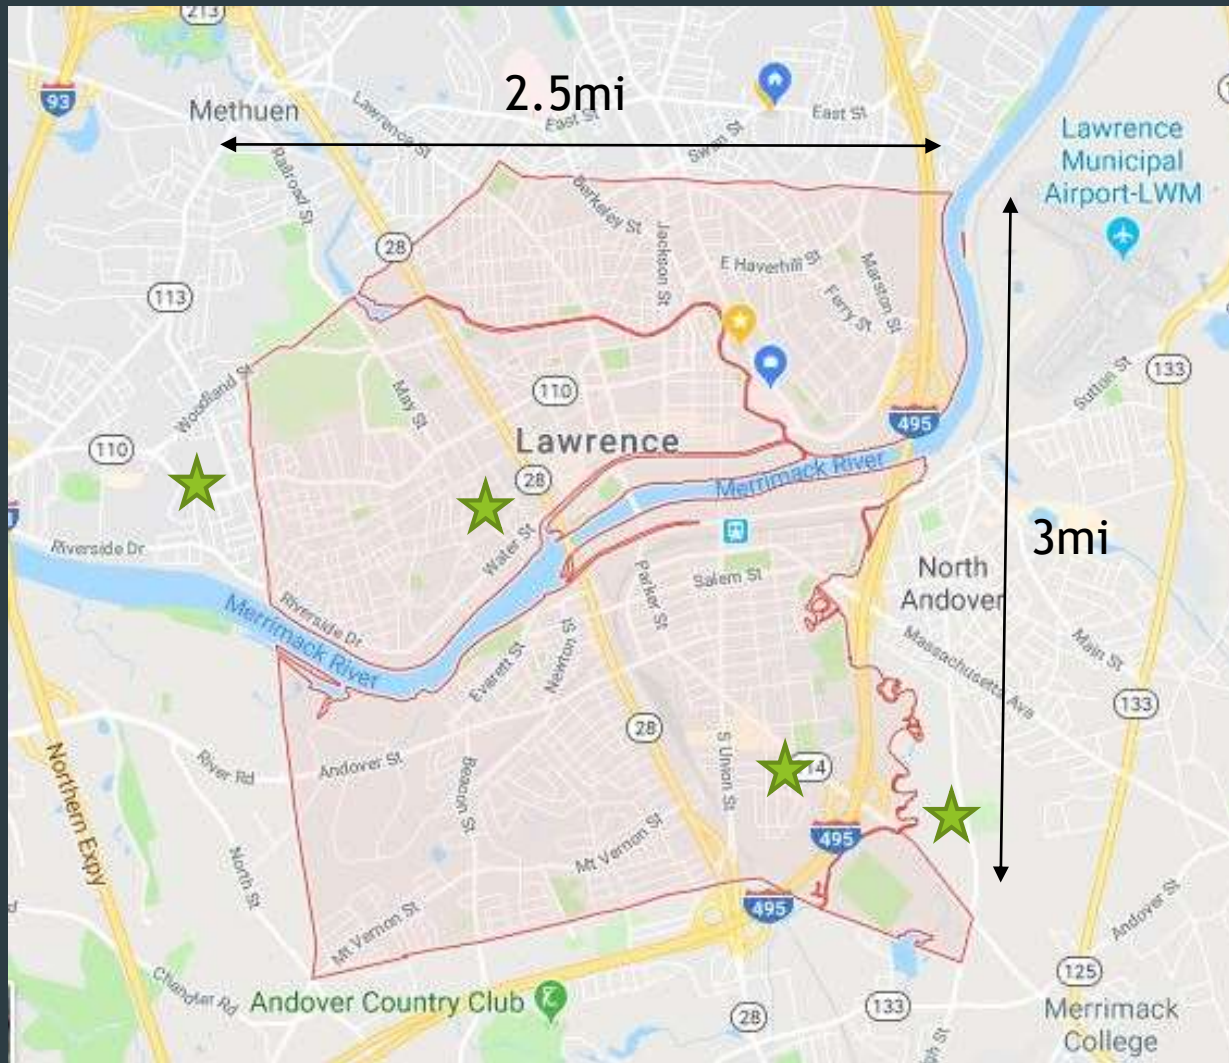 213
93
Methuen
2.5mi
Lawrence St
East St
East St
Swan St
Lawrence
Municipal
Airport-LWM
Railroad St
Berkeley St
28
Jackson St
E Haverhill St
Marston St
Ferry St
113
133
Sutton St
Woodland St
May St
110
110
495
Lawrence
28
Merrimack River
Water St
3mi
Riverside Dr
Salem St
Parker St
North
Andover
Merrimack River
Riverside Dr
Newton St
Everett St
Massachusetts Ave
Main St
133
28
River Rd
Andover St
S Union St
14
Beacon St
Northern Expy
495
Mt Vernon St
North St
495
Mt Vernon St
Andover St
Chandler Rd
Andover Country Club
125
28
133
Merrimack
College